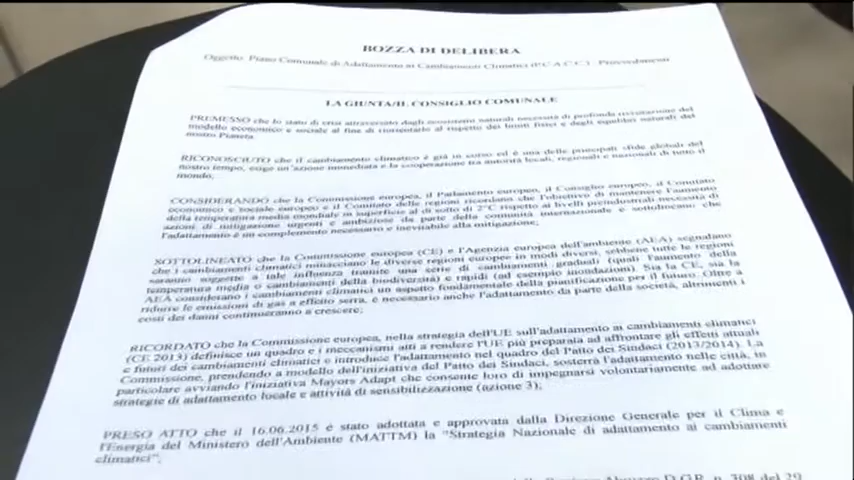 BOZZA DI DELIBERA
Oggetto: Piano Comunale di Adattamento ai Cambiamenti Climatici (P.C.A.C.C.) - Provvedimenti
LA GIUNTA/IL CONSIGLIO COMUNALE
PREMESSO che lo stato di crisi attraversato dagli ecosistemi naturali necessita di profonda rivisitazione del
modello economico e sociale al fine di riorientarlo al rispetto dei limiti fisici e degli equilibri naturali del
nostro Pianeta
RICONOSCIUTO che il cambiamento climatico è già in corso ed è una delle principali sfide globali del
nostro tempo, esige un'azione immediata e la cooperazione tra autorità locali, regionali e nazionali di tutto il
mondo;
CONSIDERANDO che la Commissione europea, il Parlamento europeo, il Consiglio europeo, il Comitato
economico e sociale europeo e il Comitato delle regioni ricordano che l'obiettivo di mantenere l'aumento
della temperatura media mondiale in superficie al di sotto di 2°C rispetto ai livelli preindustriali necessita di
azioni di mitigazione urgenti e ambiziose da parte della comunità internazionale e sottolineano che
l'adattamento è un complemento necessario e inevitabile alla mitigazione;
SOTTOLINEATO che la Commissione europea (CE) e l'Agenzia europea dell'ambiente (AEA) segnalano
che i cambiamenti climatici minacciano le diverse regioni europee in modi diversi, sebbene tutte le regioni
saranno soggette a tale influenza tramite una serie di cambiamenti graduali (quali l'aumento della
temperatura media o cambiamenti della biodiversità) e rapidi (ad esempio inondazioni). Sia la CE, sia la
AEA considerano i cambiamenti climatici un aspetto fondamentale della pianificazione per il futuro. Oltre a
ridurre le emissioni di gas a effetto serra, è necessario anche l'adattamento da parte della società, altrimenti i
costi dei danni continueranno a crescere;
RICORDATO che la Commissione europea, nella strategia dell'UE sull'adattamento ai cambiamenti climatici
(CE 2013) definisce un quadro e i meccanismi atti a rendere l'UE più preparata ad affrontare gli effetti attuali
e futuri dei cambiamenti climatici e introduce l'adattamento nel quadro del Patto dei Sindaci (2013/2014). La
Commissione, prendendo a modello dell'iniziativa del Patto dei Sindaci, sosterrà l'adattamento nelle città, in
particolare avviando l'iniziativa Mayors Adapt che consente loro di impegnarsi volontariamente ad adottare
strategie di adattamento locale e attività di sensibilizzazione (azione 3);
PRESO ATTO che il 16.06.2015 è stato adottata e approvata dalla Direzione Generale per il Clima e
l'Energia del Ministero dell'Ambiente (MATTM) la "Strategia Nazionale di adattamento ai cambiamenti
climatici";
della Regione Abruzzo D.G.R. n. 308 del 29